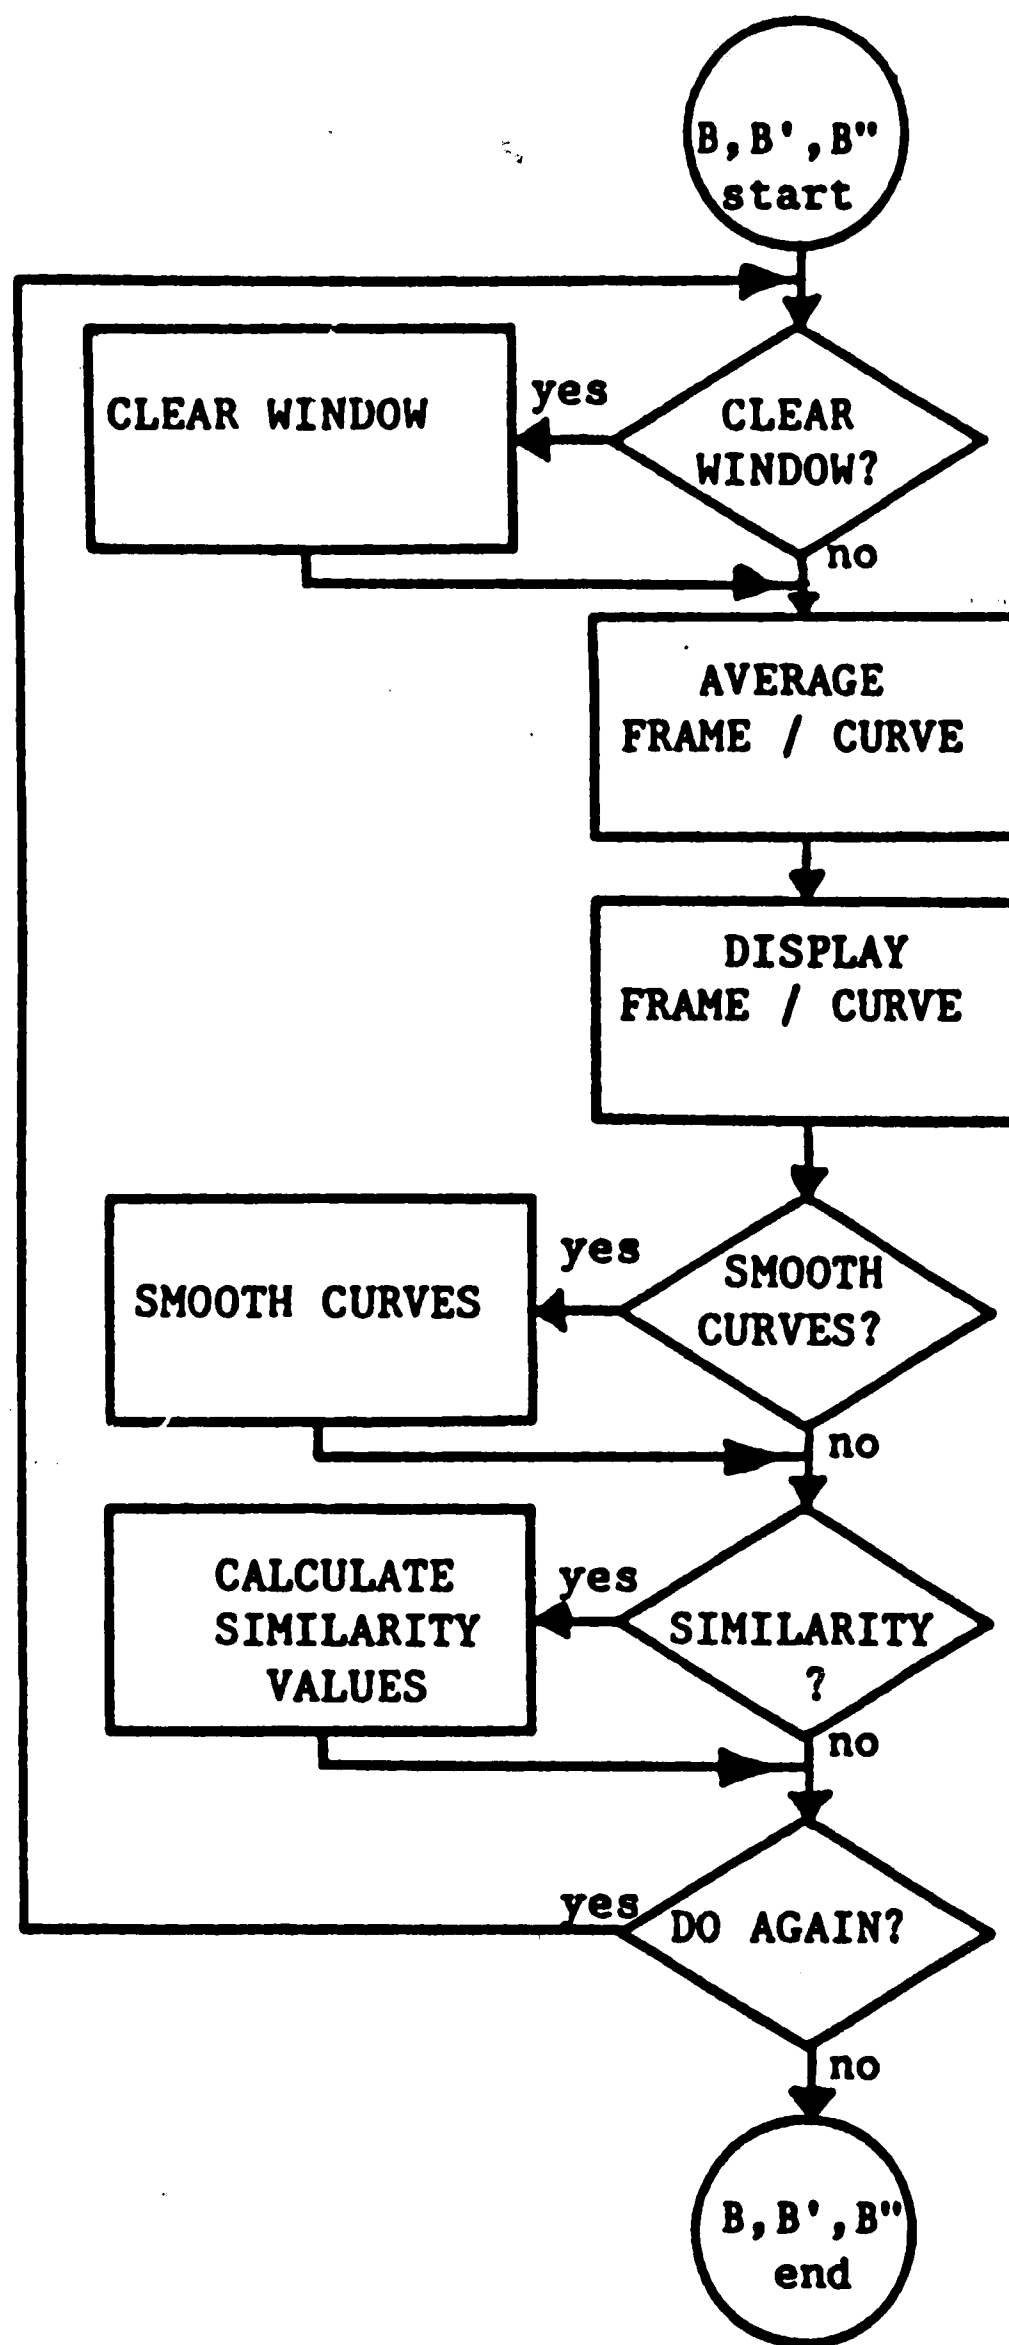 B,B',B"
start
yes
CLEAR WINDOW
CLEAR
WINDOW?
no
AVERAGE
FRAME / CURVE
DISPLAY
FRAME / CURVE
yes
SMOOTH CURVES
SMOOTH
CURVES?
no
CALCULATE
SIMILARITY
VALUES
yes
SIMILARITY
?
no
yes
DO AGAIN?
no
B,B',B"
end